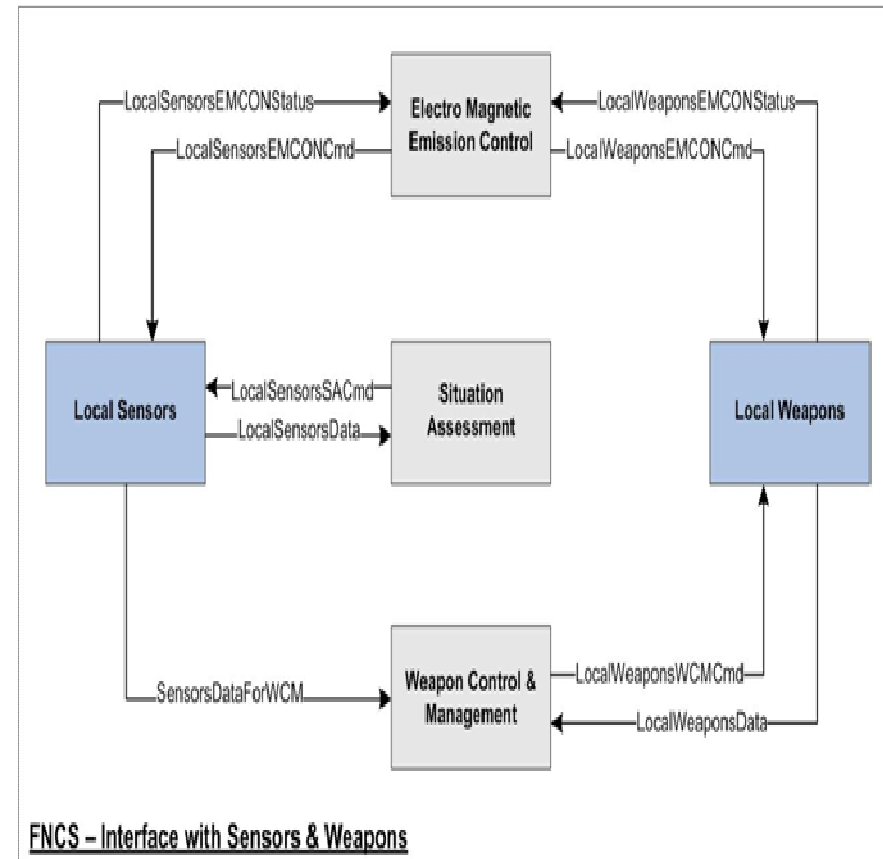 LocalSensorsEMCONStatus
Electro Magnetic
Emission Control
LocalWeaponsEMCONStatus
LocalSensorsEMCONCmd
LocalWeaponsEMCONCmd
Local Sensors
LocalSensorsSACmd
LocalSensorsData
Situation
Assessment
Local Weapons
SensorsDataForWCM
Weapon Control &
Management
LocalWeaponsWCMCmd
LocalWeaponsData
FNCS – Interface with Sensors & Weapons